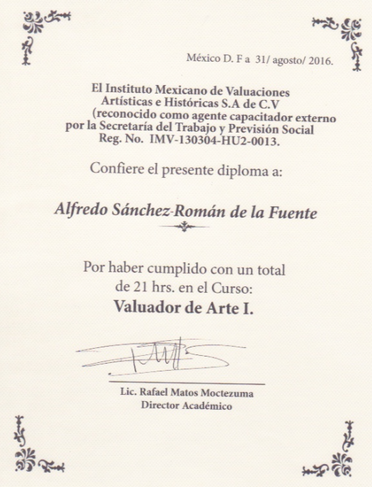 México D. F a 31/ agosto/ 2016.
El Instituto Mexicano de Valuaciones
Artísticas e Históricas S.A de C.V
(reconocido como agente capacitador externo
por la Secretaría del Trabajo y Previsión Social
Reg. No. IMV-130304-HU2-0013.
Confiere el presente diploma a:
Alfredo Sánchez-Román de la Fuente
Por haber cumplido con un total
de 21 hrs. en el Curso:
Valuador de Arte I.
Lic. Rafael Matos Moctezuma
Director Académico